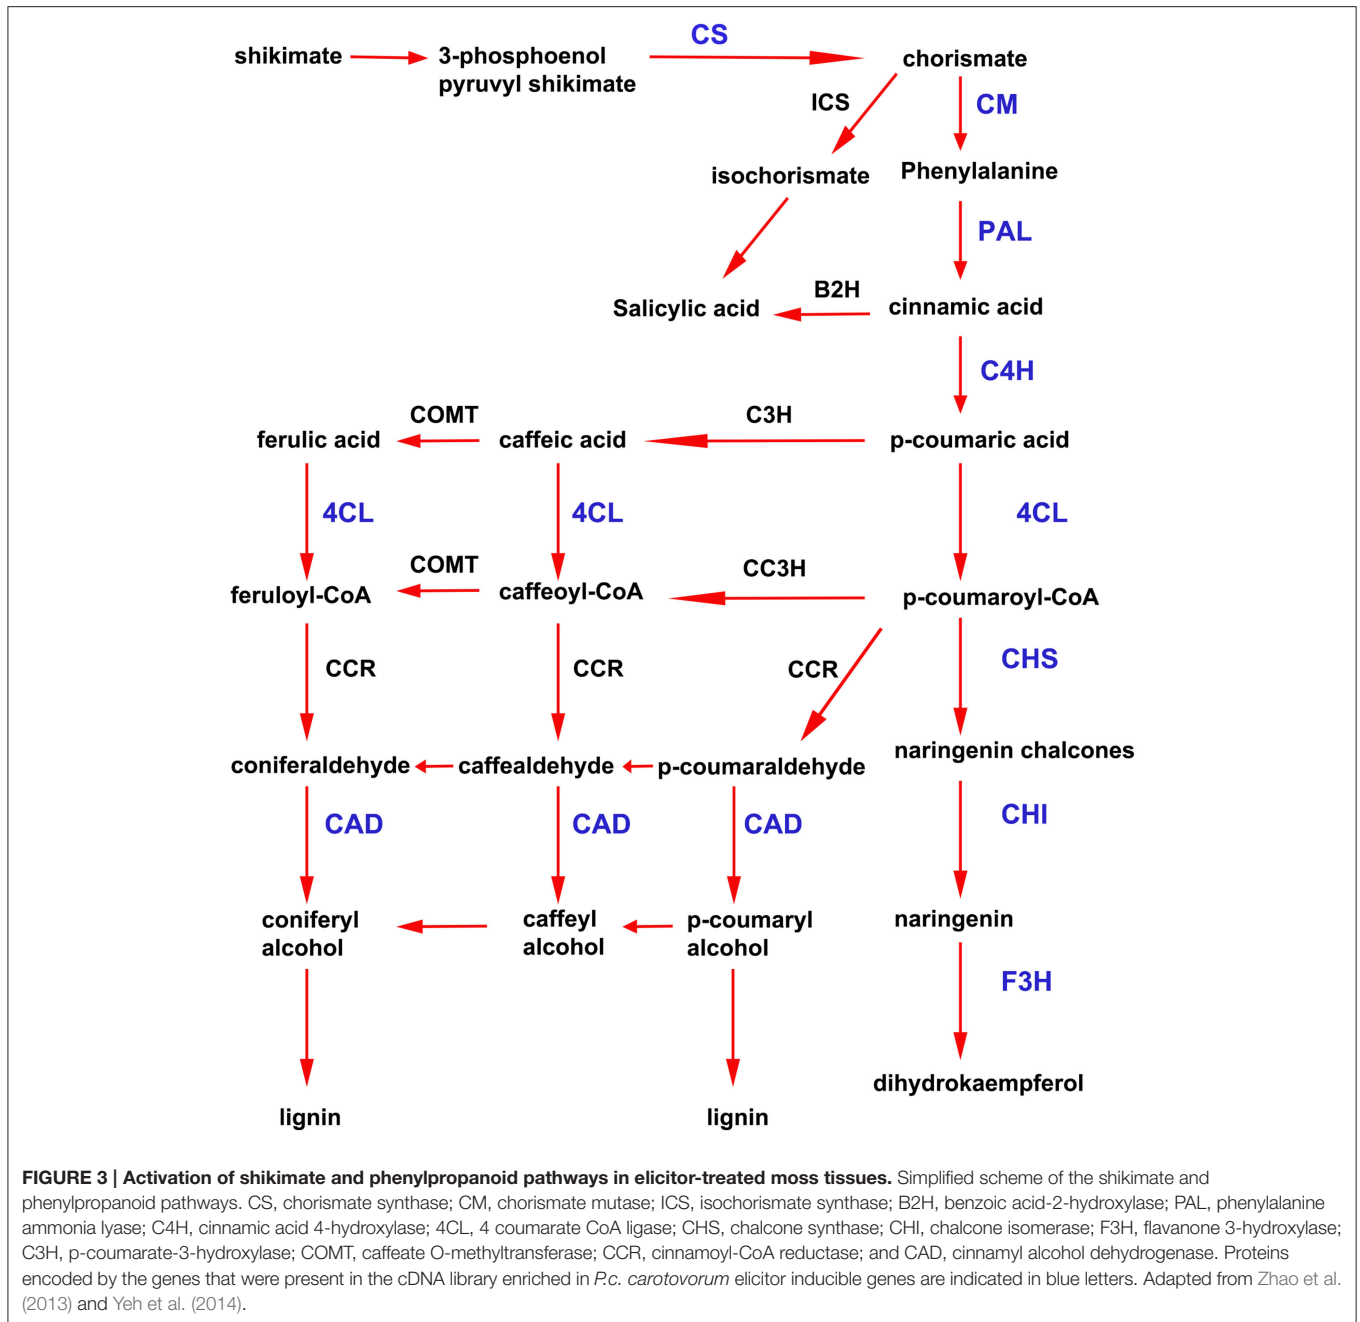 CS
shikimate
3-phosphoenol
pyruvyl shikimate
chorismate
ICS
CM
isochorismate
Phenylalanine
PAL
B2H
Salicylic acid
cinnamic acid
C4H
COMT
C3H
ferulic acid
caffeic acid
p-coumaric acid
4CL
4CL
4CL
COMT
CC3H
feruloyl-CoA
caffeoyl-CoA
p-coumaroyl-CoA
CCR
CCR
CCR
CHS
naringenin chalcones
coniferaldehyde
caffealdehyde
p-coumaraldehyde
CAD
CAD
CAD
CHI
coniferyl
alcohol
caffeyl
alcohol
p-coumaryl
alcohol
naringenin
F3H
dihydrokaempferol
lignin
lignin
FIGURE 3 | Activation of shikimate and phenylpropanoid pathways in elicitor-treated moss tissues. Simplified scheme of the shikimate and
phenylpropanoid pathways. CS, chorismate synthase; CM, chorismate mutase; ICS, isochorismate synthase; B2H, benzoic acid-2-hydroxylase; PAL, phenylalanine
ammonia lyase; C4H, cinnamic acid 4-hydroxylase; 4CL, 4 coumarate CoA ligase; CHS, chalcone synthase; CHI, chalcone isomerase; F3H, flavanone 3-hydroxylase;
C3H, p-coumarate-3-hydroxylase; COMT, caffeate O-methyltransferase; CCR, cinnamoyl-CoA reductase; and CAD, cinnamyl alcohol dehydrogenase. Proteins
encoded by the genes that were present in the cDNA library enriched in P.c. carotovorum elicitor inducible genes are indicated in blue letters. Adapted from Zhao et al.
(2013) and Yeh et al. (2014).